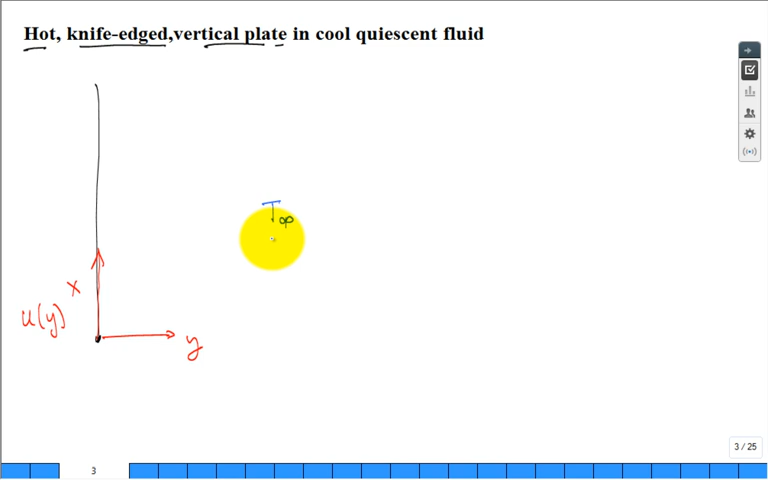 Hot, knife-edged,vertical plate in cool quiescent fluid
T∞
x
u(y)
y
3 / 25
3